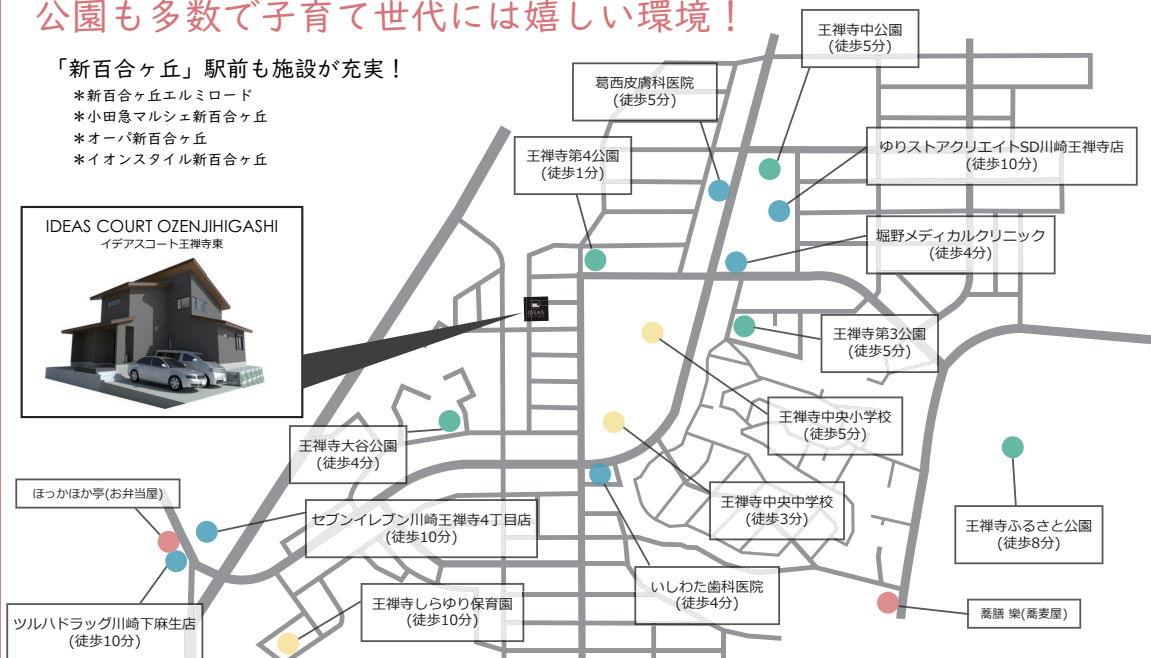 公園も多数で子育て世代には嬉しい環境！
「新百合ヶ丘」駅前も施設が充実！
＊新百合ヶ丘エルミロード
＊小田急マルシェ新百合ヶ丘
＊オーパ新百合ヶ丘
＊イオンスタイル新百合ヶ丘
王禅寺中公園
(徒歩5分)
葛西皮膚科医院
(徒歩5分)
ゆりストアクリエイトSD川崎王禅寺店
(徒歩10分)
王禅寺第4公園
(徒歩1分)
IDEAS COURT OZENJIHIGASHI
イデアスコート王禅寺東
堀野メディカルクリニック
(徒歩4分)
IDEAS
王禅寺第3公園
(徒歩5分)
王禅寺中央小学校
(徒歩5分)
王禅寺大谷公園
(徒歩4分)
ほっかほか亭(お弁当屋)
セブンイレブン川崎王禅寺4丁目店
(徒歩10分)
王禅寺中央中学校
(徒歩3分)
王禅寺ふるさと公園
(徒歩8分)
いしわた歯科医院
(徒歩4分)
王禅寺しらゆり保育園
(徒歩10分)
蕎膳 樂(蕎麦屋)
ツルハドラッグ川崎下麻生店
(徒歩10分)